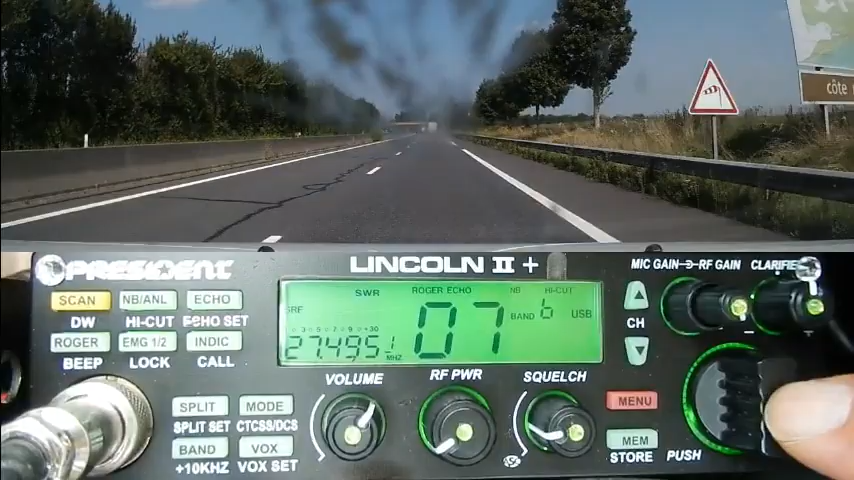 côte
PRESIDENT
LINCOLN II +
MIC GAIN RF GAIN CLARIFIER
SCAN NB/ANL ECHO
DW HI-CUT ECHO SET
ROGER EMG 1/2 INDIC
BEEP LOCK CALL
SWR ROGER ECHO NB HI-CUT
SRF
07 BAND 6 USB
27.495 MHZ
CH
VOLUME RF PWR SQUELCH
SPLIT MODE
SPLIT SET CTCSS/DCS
BAND VOX
+10KHZ VOX SET
MENU
MEM
STORE PUSH